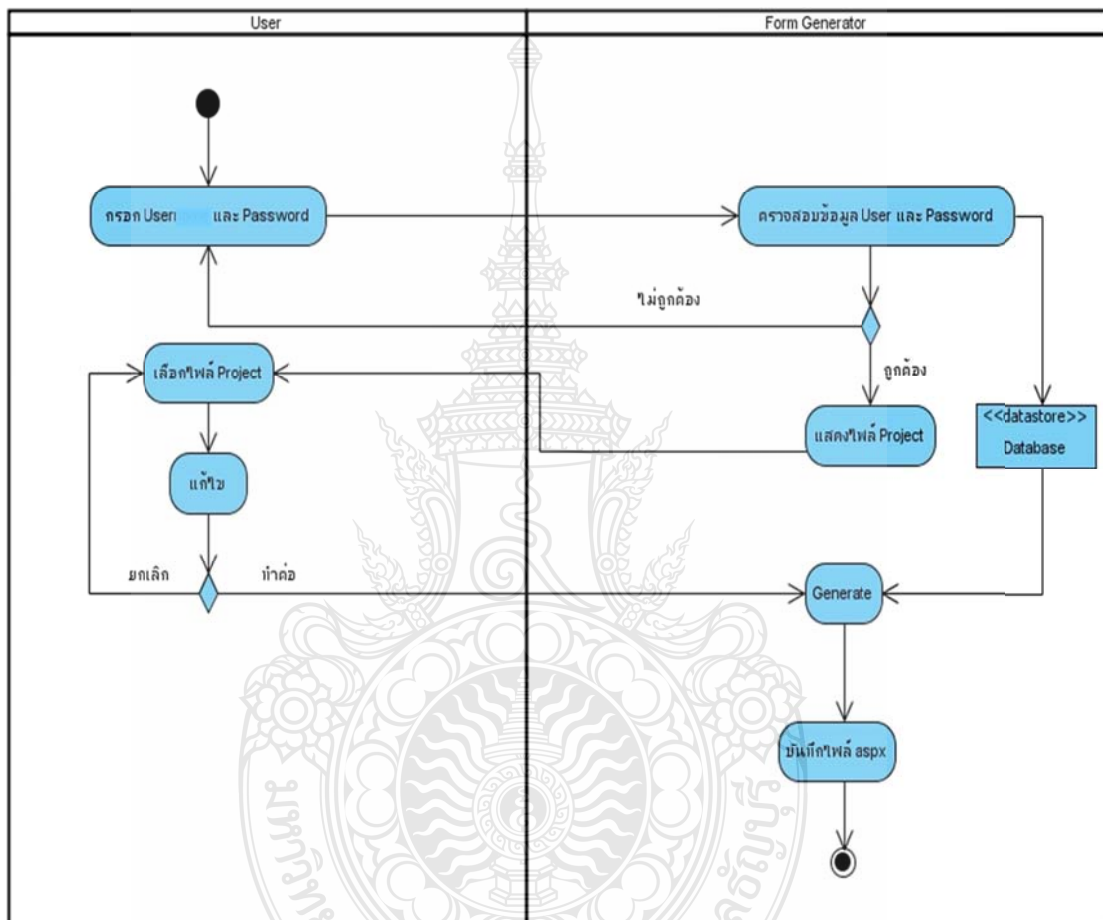 User
Form Generator
กรอก User และ Password
ตรวจสอบข้อมูล User และ Password
ไม่ถูกต้อง
เลือกไฟล์ Project
ถูกต้อง
แสดงไฟล์ Project
<<datastore>>
Database
แก้ไข
ยกเลิก
ทำต่อ
Generate
บันทึกไฟล์ aspx